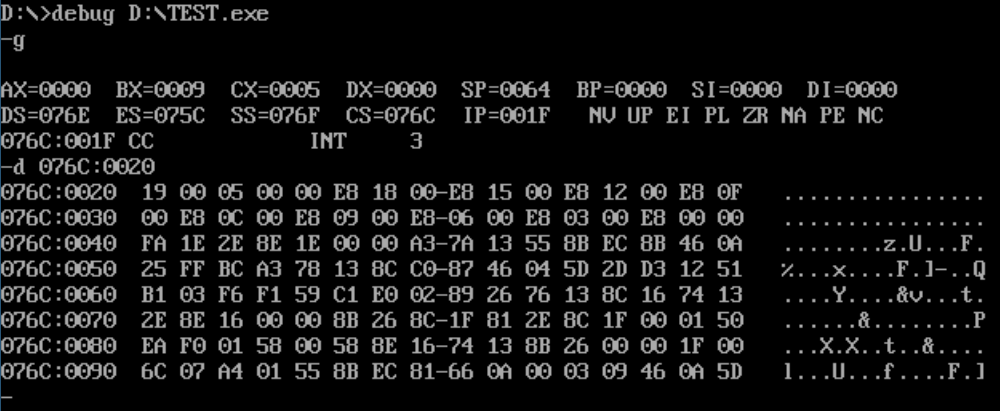 D:\>debug D:\TEST.exe
-g
AX=0000  BX=0009  CX=0005  DX=0000  SP=0064  BP=0000  SI=0000  DI=0000
DS=076E  ES=075C  SS=076F  CS=076C  IP=001F   NV UP EI PL ZR NA PE NC
076C:001F CC            INT     3
-d 076C:0020
076C:0020  19 00 05 00 00 E8 18 00-E8 15 00 E8 12 00 E8 0F   ................
076C:0030  00 E8 0C 00 E8 09 00 E8-06 00 E8 03 00 E8 00 00   ................
076C:0040  FA 1E 2E 8E 1E 00 00 A3-7A 13 55 8B EC 8B 46 0A   ........z.U...F.
076C:0050  25 FF BC A3 78 13 8C C0-87 46 04 5D 2D D3 12 51   %...x....F.]-..Q
076C:0060  B1 03 F6 F1 59 C1 E0 02-89 26 76 13 8C 16 74 13   ....Y....&v...t.
076C:0070  2E 8E 16 00 00 8B 26 8C-1F 81 2E 8C 1F 00 01 50   ......&........P
076C:0080  EA F0 01 58 00 58 8E 16-74 13 8B 26 00 00 1F 00   ...X.X..t..&....
076C:0090  6C 07 A4 01 55 8B EC 81-66 0A 00 03 09 46 0A 5D   l...U...f....F.]
-